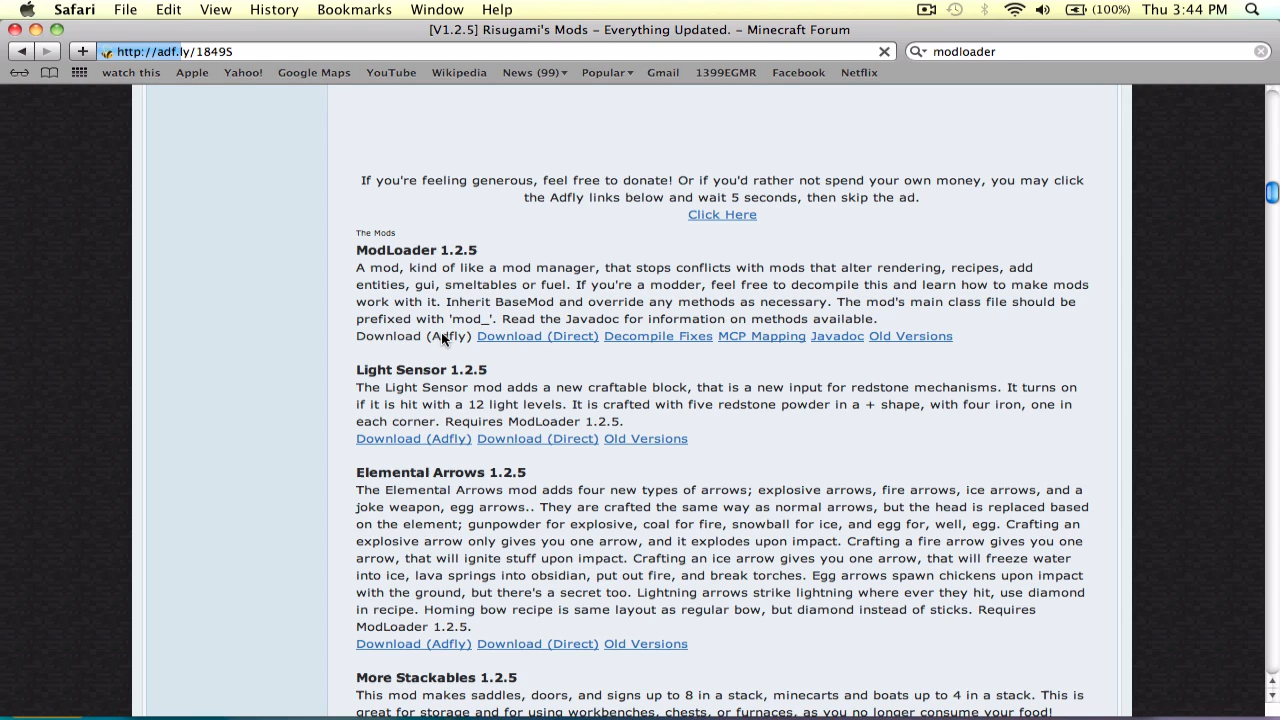 Safari File Edit View History Bookmarks Window Help (100%) Thu 3:44 PM
[V1.2.5] Risugami's Mods – Everything Updated. – Minecraft Forum
http://adf.ly/1849S modloader
watch this Apple Yahoo! Google Maps YouTube Wikipedia News (99) Popular Gmail 1399EGMR Facebook Netflix
If you're feeling generous, feel free to donate! Or if you'd rather not spend your own money, you may click
the Adfly links below and wait 5 seconds, then skip the ad.
Click Here
The Mods
ModLoader 1.2.5
A mod, kind of like a mod manager, that stops conflicts with mods that alter rendering, recipes, add
entities, gui, smeltables or fuel. If you're a modder, feel free to decompile this and learn how to make mods
work with it. Inherit BaseMod and override any methods as necessary. The mod's main class file should be
prefixed with 'mod_'. Read the Javadoc for information on methods available.
Download (Adfly) Download (Direct) Decompile Fixes MCP Mapping Javadoc Old Versions
Light Sensor 1.2.5
The Light Sensor mod adds a new craftable block, that is a new input for redstone mechanisms. It turns on
if it is hit with a 12 light levels. It is crafted with five redstone powder in a + shape, with four iron, one in
each corner. Requires ModLoader 1.2.5.
Download (Adfly) Download (Direct) Old Versions
Elemental Arrows 1.2.5
The Elemental Arrows mod adds four new types of arrows; explosive arrows, fire arrows, ice arrows, and a
joke weapon, egg arrows.. They are crafted the same way as normal arrows, but the head is replaced based
on the element; gunpowder for explosive, coal for fire, snowball for ice, and egg for, well, egg. Crafting an
explosive arrow only gives you one arrow, and it explodes upon impact. Crafting a fire arrow gives you one
arrow, that will ignite stuff upon impact. Crafting an ice arrow gives you one arrow, that will freeze water
into ice, lava springs into obsidian, put out fire, and break torches. Egg arrows spawn chickens upon impact
with the ground, but there's a secret too. Lightning arrows strike lightning where ever they hit, use diamond
in recipe. Homing bow recipe is same layout as regular bow, but diamond instead of sticks. Requires
ModLoader 1.2.5.
Download (Adfly) Download (Direct) Old Versions
More Stackables 1.2.5
This mod makes saddles, doors, and signs up to 8 in a stack, minecarts and boats up to 4 in a stack. This is
great for storage and for using workbenches, chests, or furnaces, as you no longer consume your food!